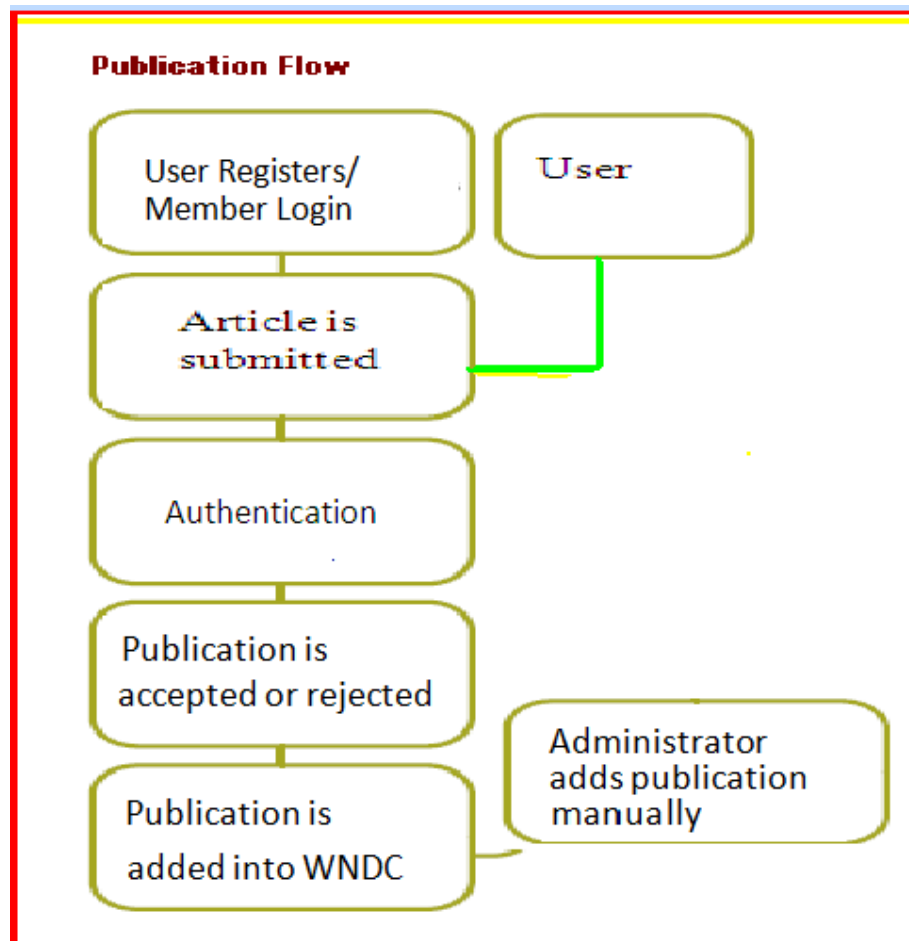 Publication Flow
User Registers/
Member Login
User
Article is
submitted
Authentication
Publication is
accepted or rejected
Publication is
added into WNDC
Administrator
adds publication
manually